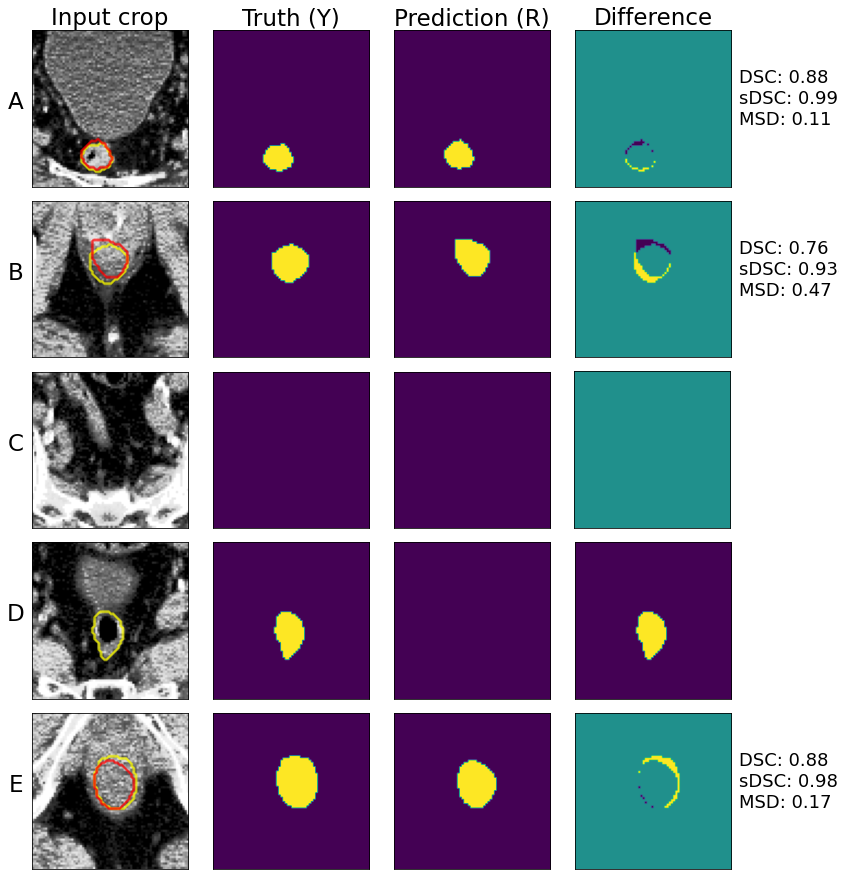 Input crop
Truth (Y)
Prediction (R)
Difference
A
DSC: 0.88
sDSC: 0.99
MSD: 0.11
B
DSC: 0.76
sDSC: 0.93
MSD: 0.47
C
D
E
DSC: 0.88
sDSC: 0.98
MSD: 0.17